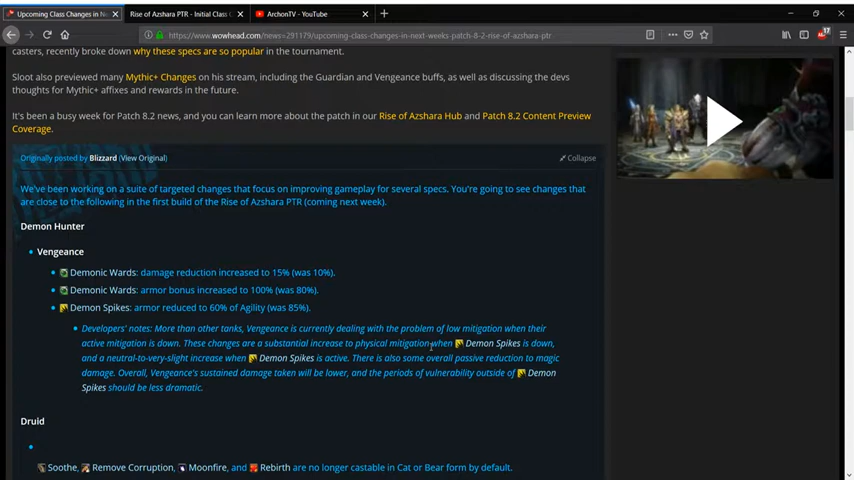 Upcoming Class Changes in Ne
Rise of Azshara PTR - Initial Class C
ArchonTV - YouTube
https://www.wowhead.com/news=291179/upcoming-class-changes-in-next-weeks-patch-8-2-rise-of-azshara-ptr
37
casters, recently broke down why these specs are so popular in the tournament.
Sloot also previewed many Mythic+ Changes on his stream, including the Guardian and Vengeance buffs, as well as discussing the devs
thoughts for Mythic+ affixes and rewards in the future.
It's been a busy week for Patch 8.2 news, and you can learn more about the patch in our Rise of Azshara Hub and Patch 8.2 Content Preview
Coverage.
Originally posted by Blizzard (View Original)
Collapse
We've been working on a suite of targeted changes that focus on improving gameplay for several specs. You're going to see changes that
are close to the following in the first build of the Rise of Azshara PTR (coming next week).
Demon Hunter
Vengeance
Demonic Wards: damage reduction increased to 15% (was 10%).
Demonic Wards: armor bonus increased to 100% (was 80%).
Demon Spikes: armor reduced to 60% of Agility (was 85%).
Developers' notes: More than other tanks, Vengeance is currently dealing with the problem of low mitigation when their
active mitigation is down. These changes are a substantial increase to physical mitigation when Demon Spikes is down,
and a neutral-to-very-slight increase when Demon Spikes is active. There is also some overall passive reduction to magic
damage. Overall, Vengeance's sustained damage taken will be lower, and the periods of vulnerability outside of Demon
Spikes should be less dramatic.
Druid
Soothe, Remove Corruption, Moonfire, and Rebirth are no longer castable in Cat or Bear form by default.